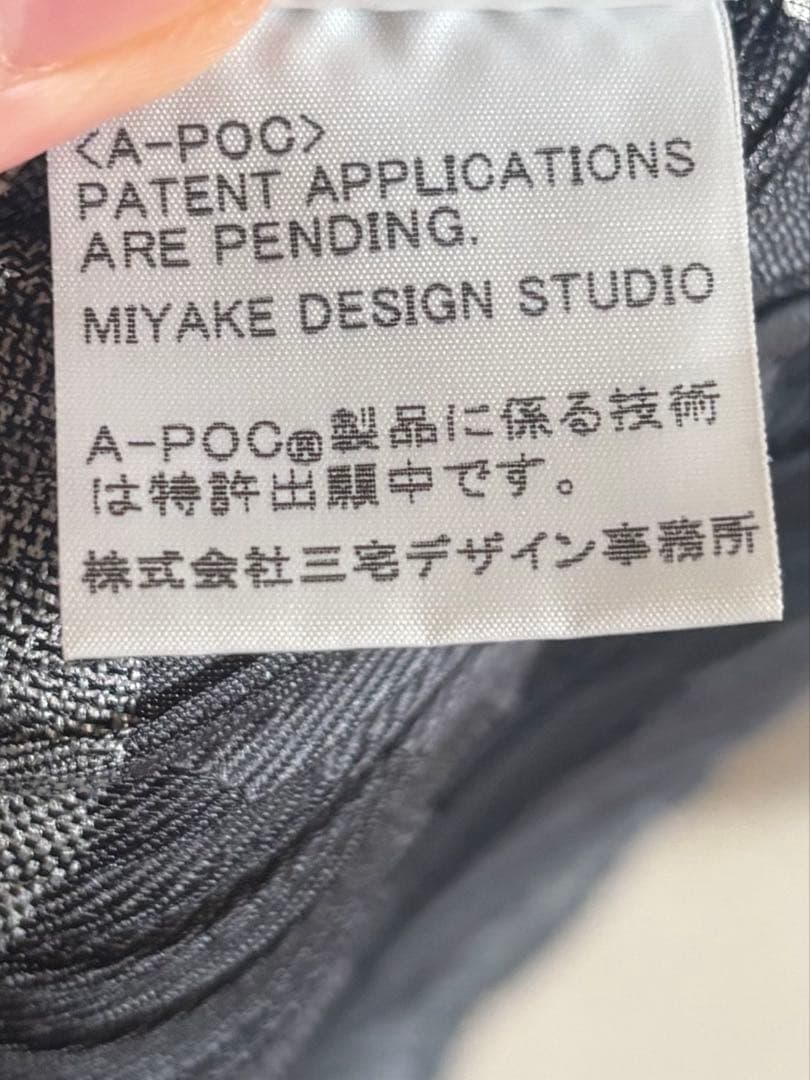 <A-POC>
PATENT APPLICATIONS
ARE PENDING.
MIYAKE DESIGN STUDIO
A-POC®製品に係る技術
は特許出願中です。
株式会社三宅デザイン事務所